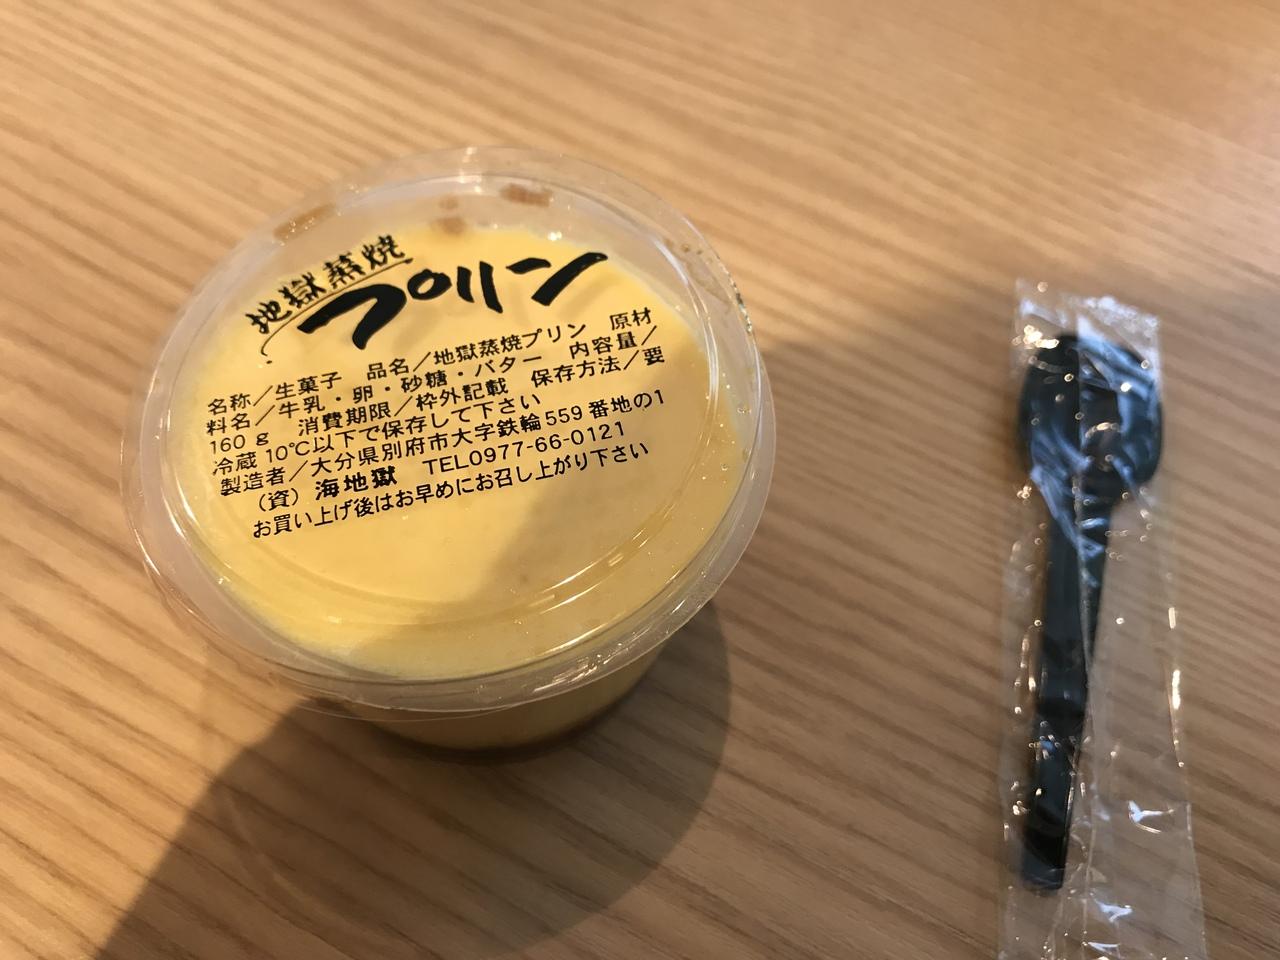 地獄蒸焼
プリン
名称／生菓子　品名／地獄蒸焼プリン　原材
料名／牛乳・卵・砂糖・バター　内容量／
160g　消費期限／枠外記載　保存方法／要
冷蔵10℃以下で保存して下さい
製造者／大分県別府市大字鉄輪559番地の1
（資）海地獄　TEL0977-66-0121
お買い上げ後はお早めにお召し上がり下さい